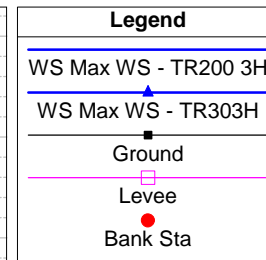 Legend
WS Max WS - TR200 3H
WS Max WS - TR303H
Ground
Levee
Bank Sta